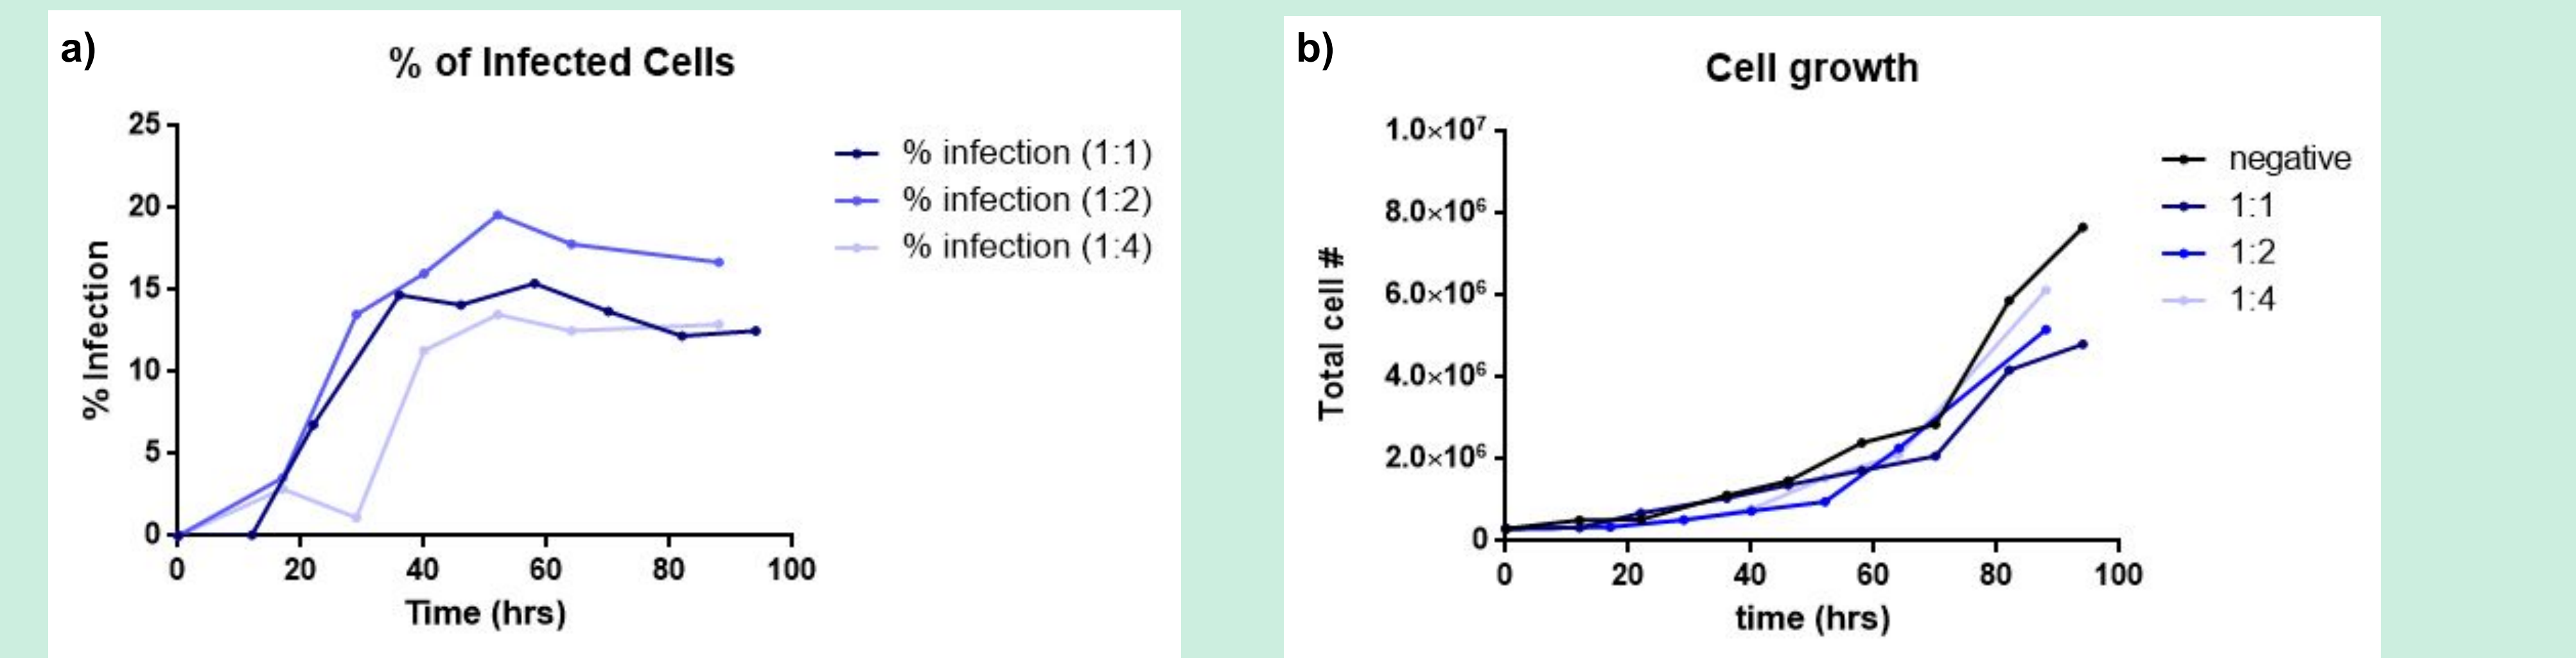 a)
% of Infected Cells
25
20
15
10
5
0
% Infection
0 20 40 60 80 100
Time (hrs)
% infection (1:1)
% infection (1:2)
% infection (1:4)
b)
Cell growth
1.0×10⁷
8.0×10⁶
6.0×10⁶
4.0×10⁶
2.0×10⁶
0
Total cell #
0 20 40 60 80 100
time (hrs)
negative
1:1
1:2
1:4